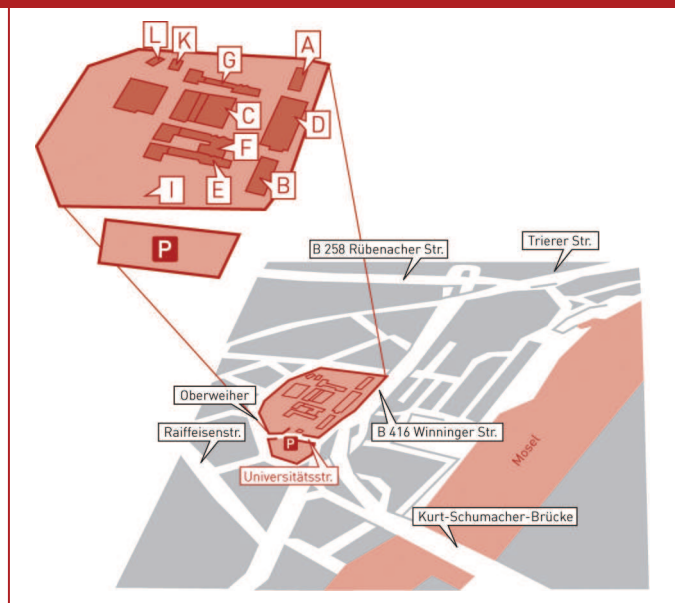 L
K
A
G
C
D
F
E
B
I
P
B 258 Rübenacher Str.
Trierer Str.
Oberweiher
Raiffeisenstr.
B 416 Winninger Str.
P
Universitätsstr.
Mosel
Kurt-Schumacher-Brücke